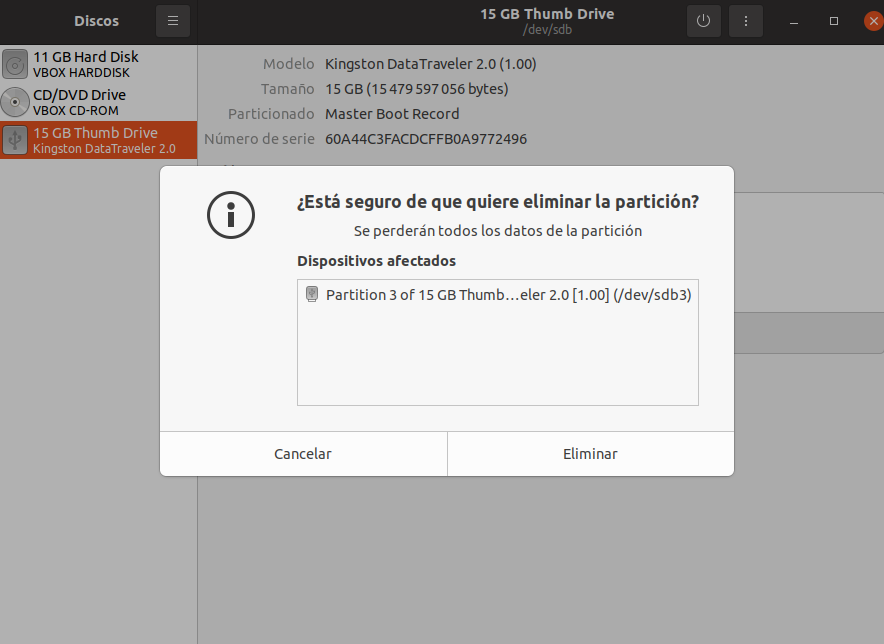 Discos
15 GB Thumb Drive
/dev/sdb
11 GB Hard Disk
VBOX HARDDISK
CD/DVD Drive
VBOX CD-ROM
15 GB Thumb Drive
Kingston DataTraveler 2.0
Modelo Kingston DataTraveler 2.0 (1.00)
Tamaño 15 GB (15 479 597 056 bytes)
Particionado Master Boot Record
Número de serie 60A44C3FACDCFFB0A9772496
¿Está seguro de que quiere eliminar la partición?
Se perderán todos los datos de la partición
Dispositivos afectados
Partition 3 of 15 GB Thumb…eler 2.0 [1.00] (/dev/sdb3)
Cancelar
Eliminar